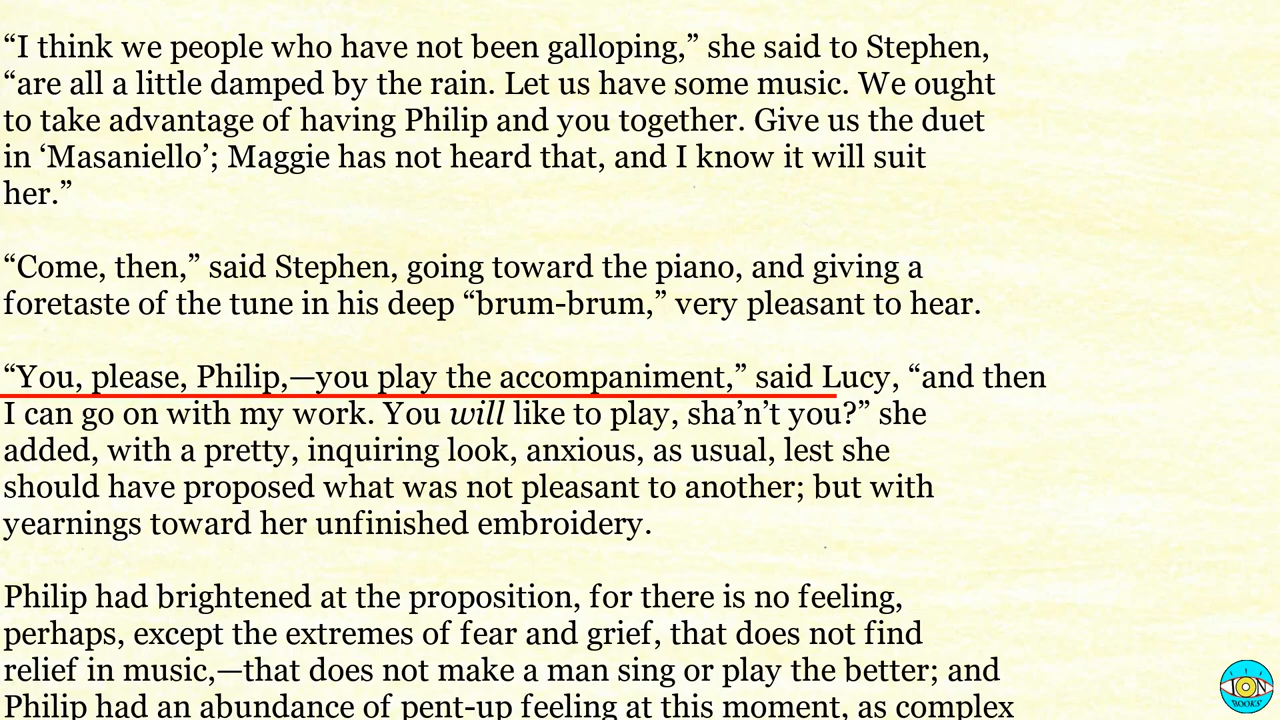 “I think we people who have not been galloping,” she said to Stephen,
“are all a little damped by the rain. Let us have some music. We ought
to take advantage of having Philip and you together. Give us the duet
in ‘Masaniello’; Maggie has not heard that, and I know it will suit
her.”
“Come, then,” said Stephen, going toward the piano, and giving a
foretaste of the tune in his deep “brum-brum,” very pleasant to hear.
“You, please, Philip,—you play the accompaniment,” said Lucy, “and then
I can go on with my work. You will like to play, sha’n’t you?” she
added, with a pretty, inquiring look, anxious, as usual, lest she
should have proposed what was not pleasant to another; but with
yearnings toward her unfinished embroidery.
Philip had brightened at the proposition, for there is no feeling,
perhaps, except the extremes of fear and grief, that does not find
relief in music,—that does not make a man sing or play the better; and
Philip had an abundance of pent-up feeling at this moment, as complex
ION
BOOKS